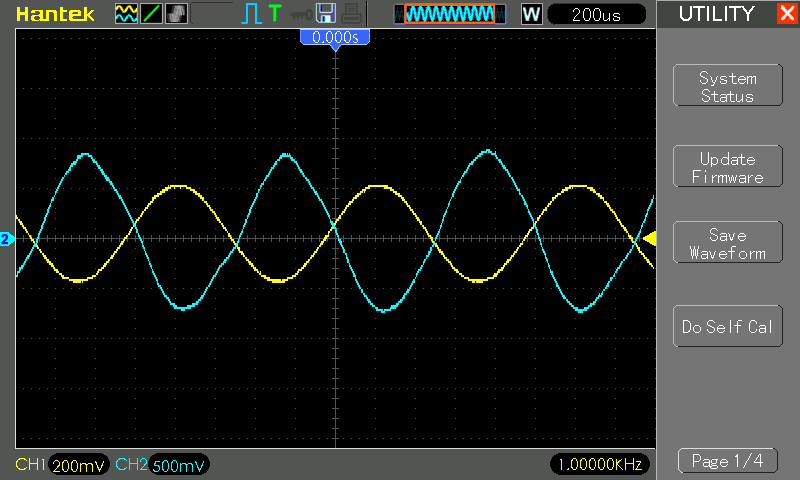 Hantek
T
W
200us
UTILITY
0.000s
System
Status
Update
Firmware
2
Save
Waveform
Do Self Cal
CH1 200mV CH2 500mV
1.00000KHz
Page 1/4